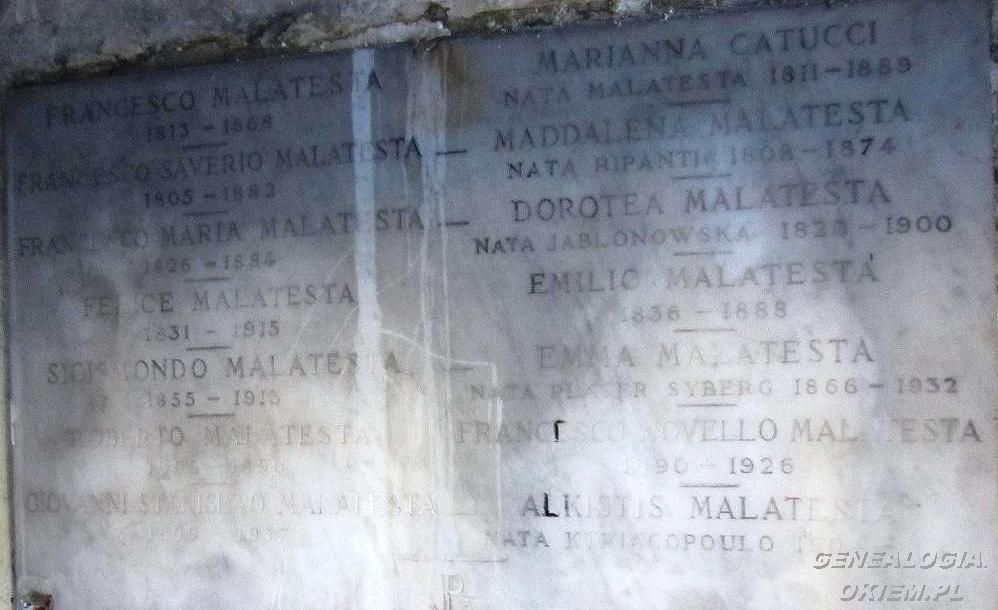 FRANCESCO MALATESTA
1813 - 1868
FRANCESCO SAVERIO MALATESTA —
1805 - 1882
FRANCESCO MARIA MALATESTA —
1826 - 1884
FELICE MALATESTA
1831 - 1915
SIGISMONDO MALATESTA
1855 - 1915
ROBERTO MALATESTA
GIOVANNI STANISLAO MALATESTA
MARIANNA CATUCCI
NATA MALATESTA 1811-1889
MADDALENA MALATESTA
NATA RIPANTI 1808-1874
DOROTEA MALATESTA
NATA JABLONOWSKA 1820 - 1900
EMILIO MALATESTA
1836 - 1888
EMMA MALATESTA
NATA PLATER SYBERG 1866 - 1932
FRANCESCO NOVELLO MALATESTA
1890 - 1926
ALKISTIS MALATESTA
NATA KYRIACOPOULO
P
GENEALOGIA.
OKIEM.PL